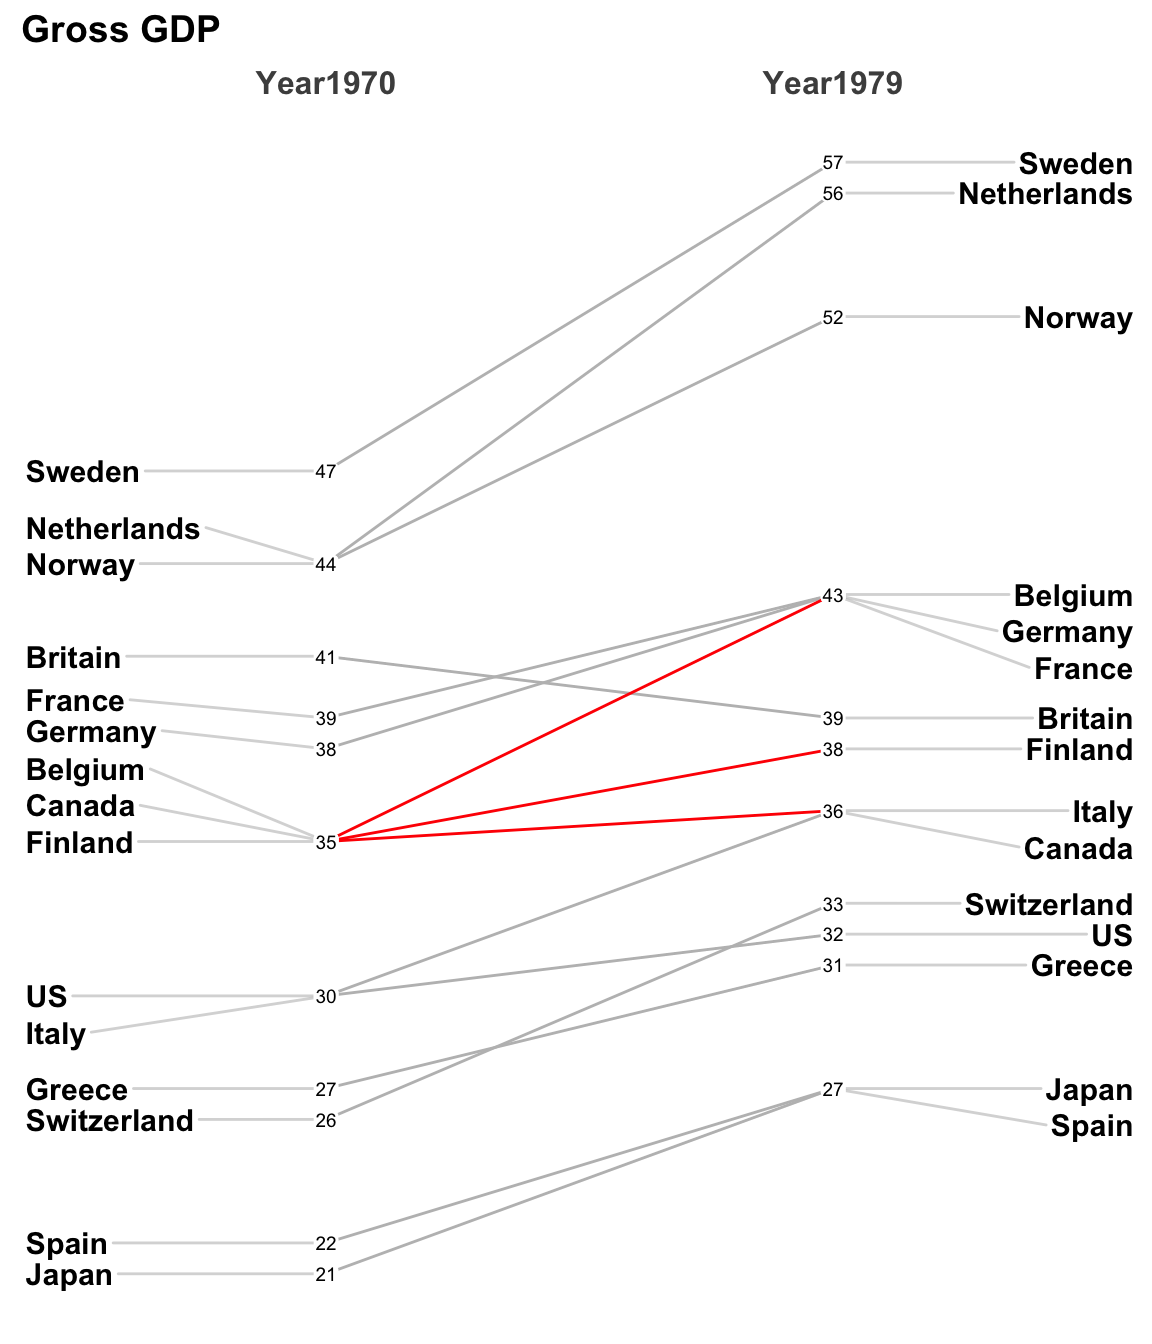 Gross GDP
Year1970 Year1979
57 Sweden
56 Netherlands
52 Norway
Sweden 47
Netherlands
Norway 44
43 Belgium
Germany
Britain 41 France
France 39 39 Britain
Germany 38 38 Finland
Belgium
Canada 36 Italy
Finland 35 Canada
33 Switzerland
32 US
31 Greece
US 30
Italy
Greece 27 27 Japan
Switzerland 26 Spain
Spain 22
Japan 21